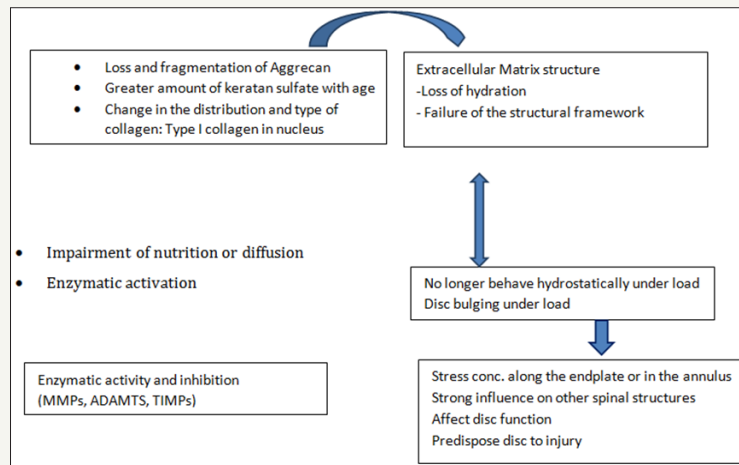 • Loss and fragmentation of Aggrecan
• Greater amount of keratan sulfate with age
• Change in the distribution and type of
collagen: Type I collagen in nucleus
Extracellular Matrix structure
-Loss of hydration
- Failure of the structural framework
• Impairment of nutrition or diffusion
• Enzymatic activation
No longer behave hydrostatically under load
Disc bulging under load
Enzymatic activity and inhibition
(MMPs, ADAMTS, TIMPs)
Stress conc. along the endplate or in the annulus
Strong influence on other spinal structures
Affect disc function
Predispose disc to injury